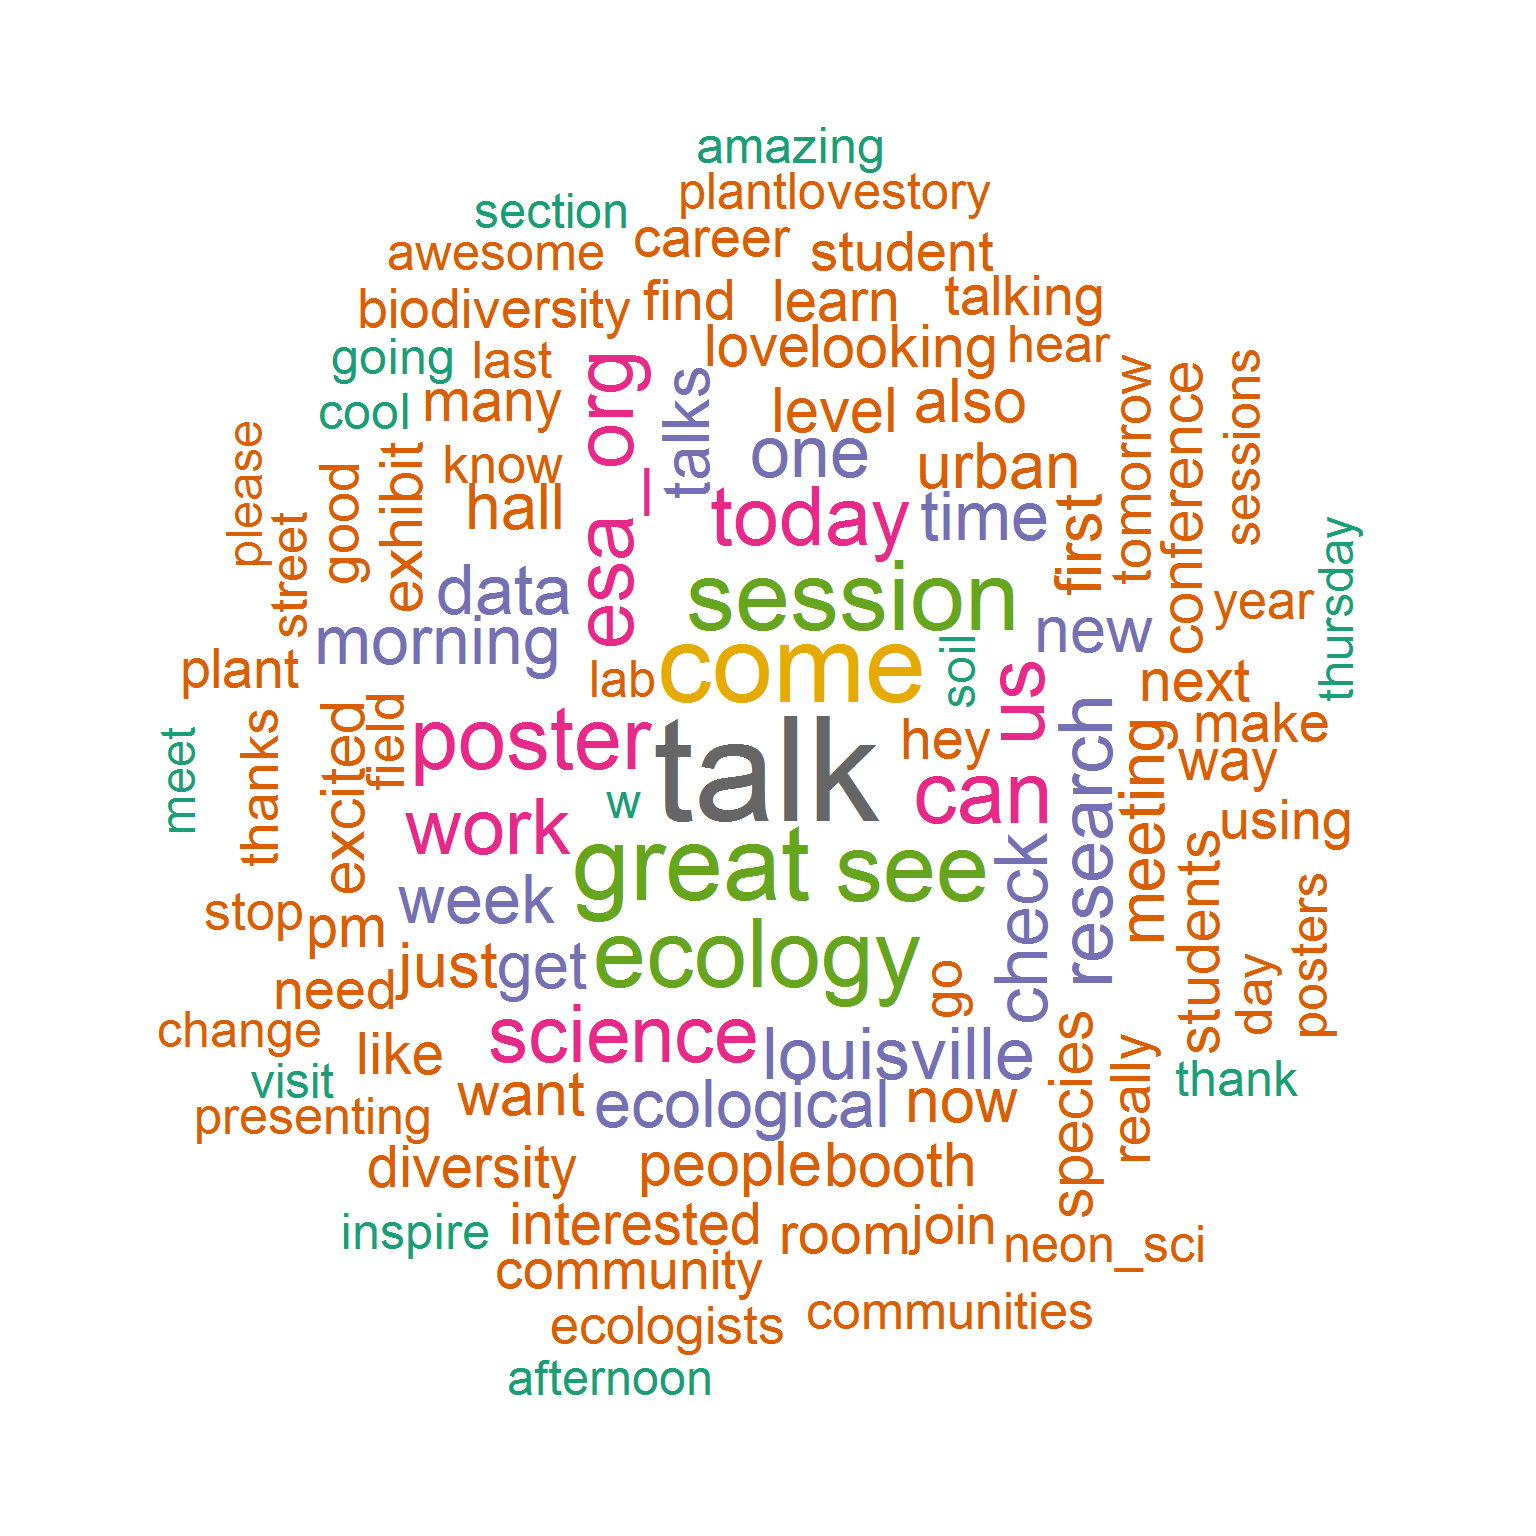 amazing
plantlovestory
section
awesome
career
student
biodiversity
find
learn
talking
going
last
love
looking
hear
cool
many
esa_org
talks
level
also
tomorrow
conference
sessions
please
good
exhibit
know
hall
one
urban
street
today
time
first
thursday
data
session
morning
new
year
plant
lab
come
soil
us
next
meet
thanks
excited
field
poster
talk
hey
research
meeting
make
way
work
w
can
using
week
great
see
check
students
posters
stop
pm
just
get
ecology
go
day
need
change
like
science
louisville
species
really
thank
visit
presenting
want
ecological
now
diversity
people
booth
inspire
interested
room
join
neon_sci
community
ecologists
communities
afternoon